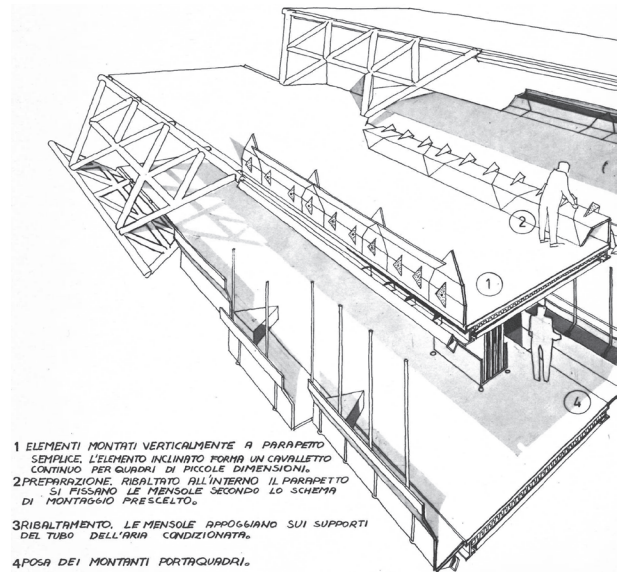 2
1
4
1 ELEMENTI MONTATI VERTICALMENTE A PARAPETTO
SEMPLICE. L'ELEMENTO INCLINATO FORMA UN CAVALLETTO
CONTINUO PER QUADRI DI PICCOLE DIMENSIONI.
2 PREPARAZIONE. RIBALTATO ALL'INTERNO IL PARAPETTO
SI FISSANO LE MENSOLE SECONDO LO SCHEMA
DI MONTAGGIO PRESCELTO.
3 RIBALTAMENTO. LE MENSOLE APPOGGIANO SUI SUPPORTI
DEL TUBO DELL'ARIA CONDIZIONATA.
4 POSA DEI MONTANTI PORTAQUADRI.